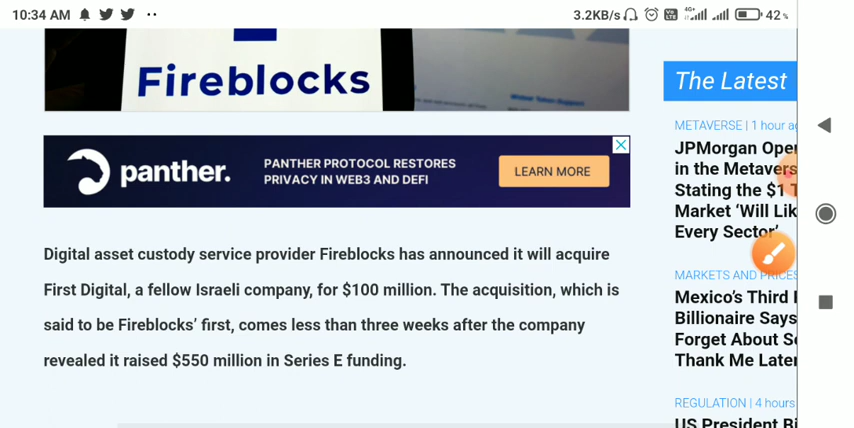 10:34 AM
3.2KB/s 4G+ 42%
Fireblocks
panther.
PANTHER PROTOCOL RESTORES
PRIVACY IN WEB3 AND DEFI
LEARN MORE
Digital asset custody service provider Fireblocks has announced it will acquire
First Digital, a fellow Israeli company, for $100 million. The acquisition, which is
said to be Fireblocks’ first, comes less than three weeks after the company
revealed it raised $550 million in Series E funding.
The Latest
METAVERSE | 1 hour
JPMorgan
in the Metavers
Stating the $1
Market ‘Will
Every Sector’
MARKETS AND PRICES
Mexico’s Third
Billionaire Says
Forget About
Thank Me Later
REGULATION | 4 hours
US President